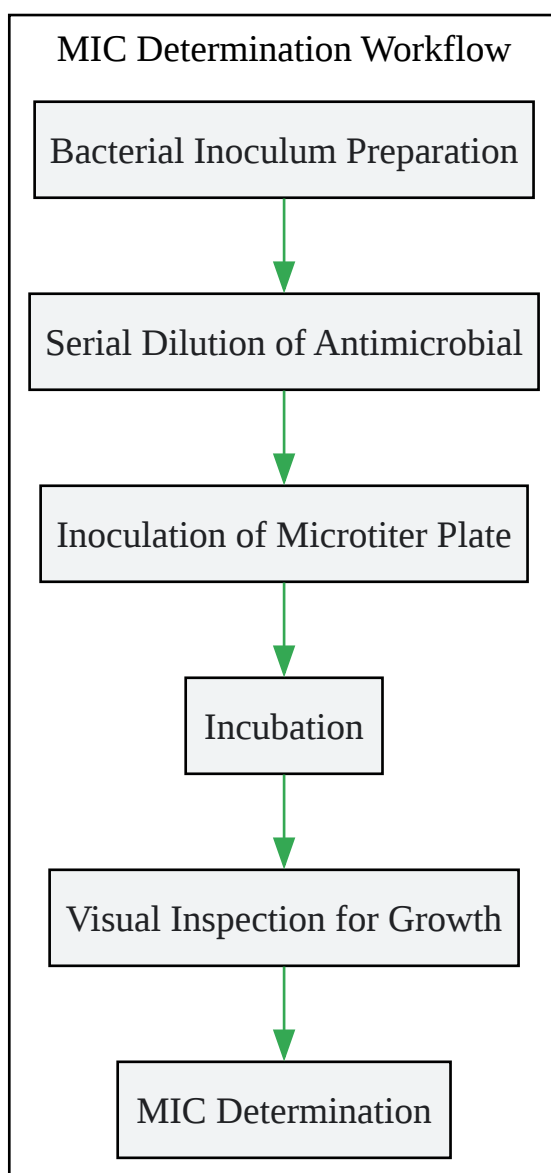 MIC Determination Workflow
Bacterial Inoculum Preparation
Serial Dilution of Antimicrobial
Inoculation of Microtiter Plate
Incubation
Visual Inspection for Growth
MIC Determination